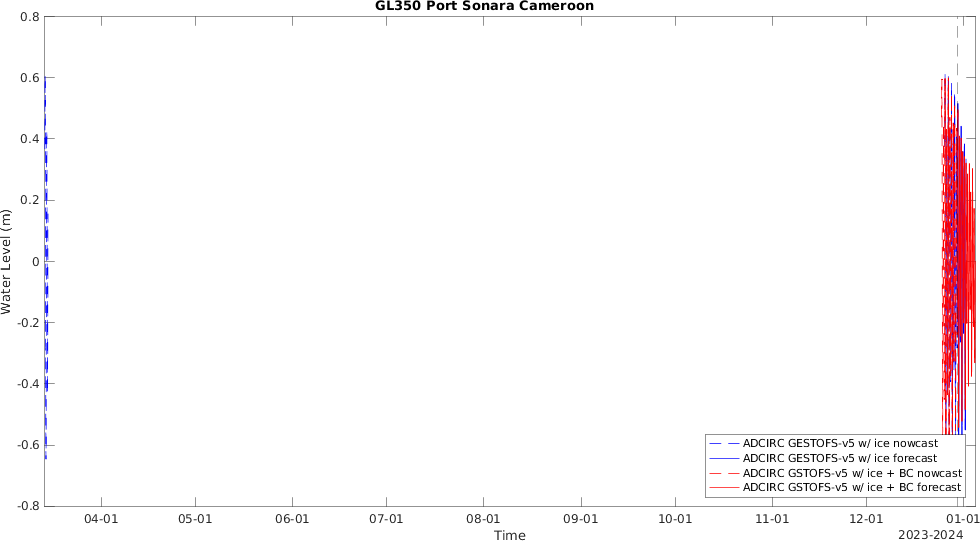 GL350 Port Sonara Cameroon
0.8
0.6
0.4
0.2
0
-0.2
-0.4
-0.6
-0.8
Water Level (m)
ADCIRC GESTOFS-v5 w/ ice nowcast
ADCIRC GESTOFS-v5 w/ ice forecast
ADCIRC GSTOFS-v5 w/ ice + BC nowcast
ADCIRC GSTOFS-v5 w/ ice + BC forecast
04-01 05-01 06-01 07-01 08-01 09-01 10-01 11-01 12-01 01-01
Time
2023-2024